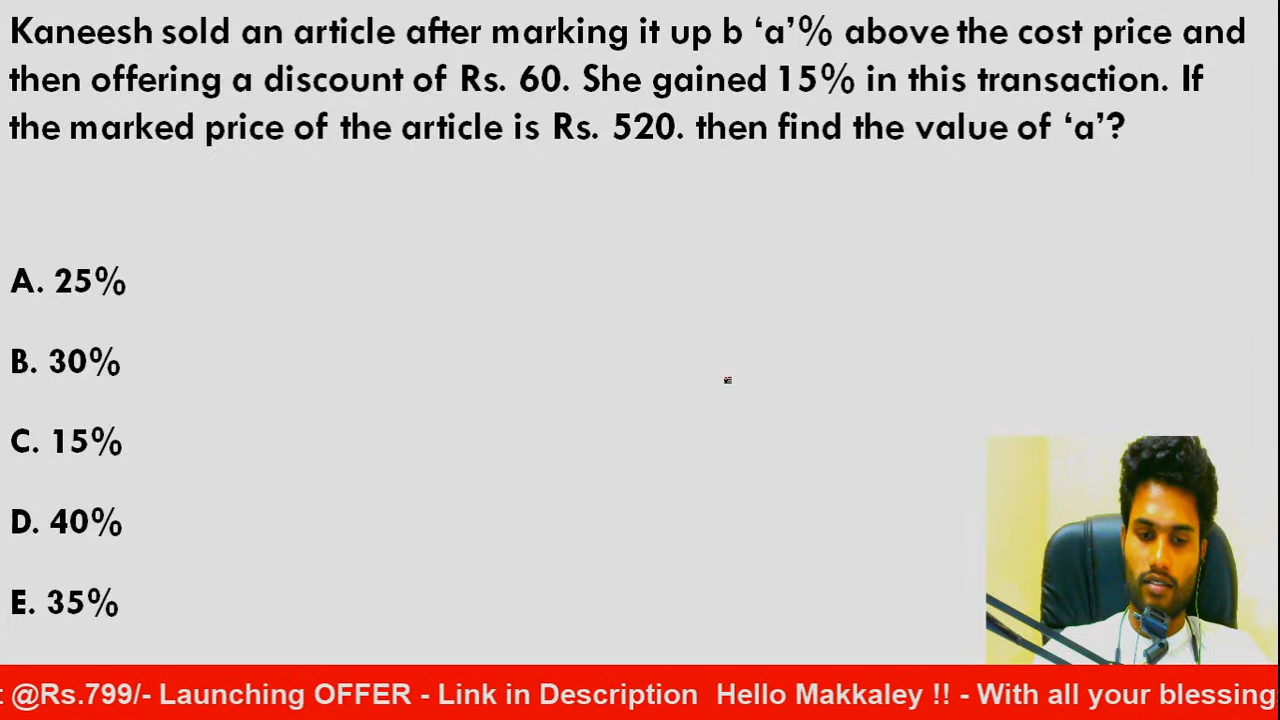 Kaneesh sold an article after marking it up b ‘a’% above the cost price and
then offering a discount of Rs. 60. She gained 15% in this transaction. If
the marked price of the article is Rs. 520. then find the value of ‘a’?
A. 25%
B. 30%
C. 15%
D. 40%
E. 35%
@Rs.799/- Launching OFFER - Link in Description Hello Makkaley !! - With all your blessing